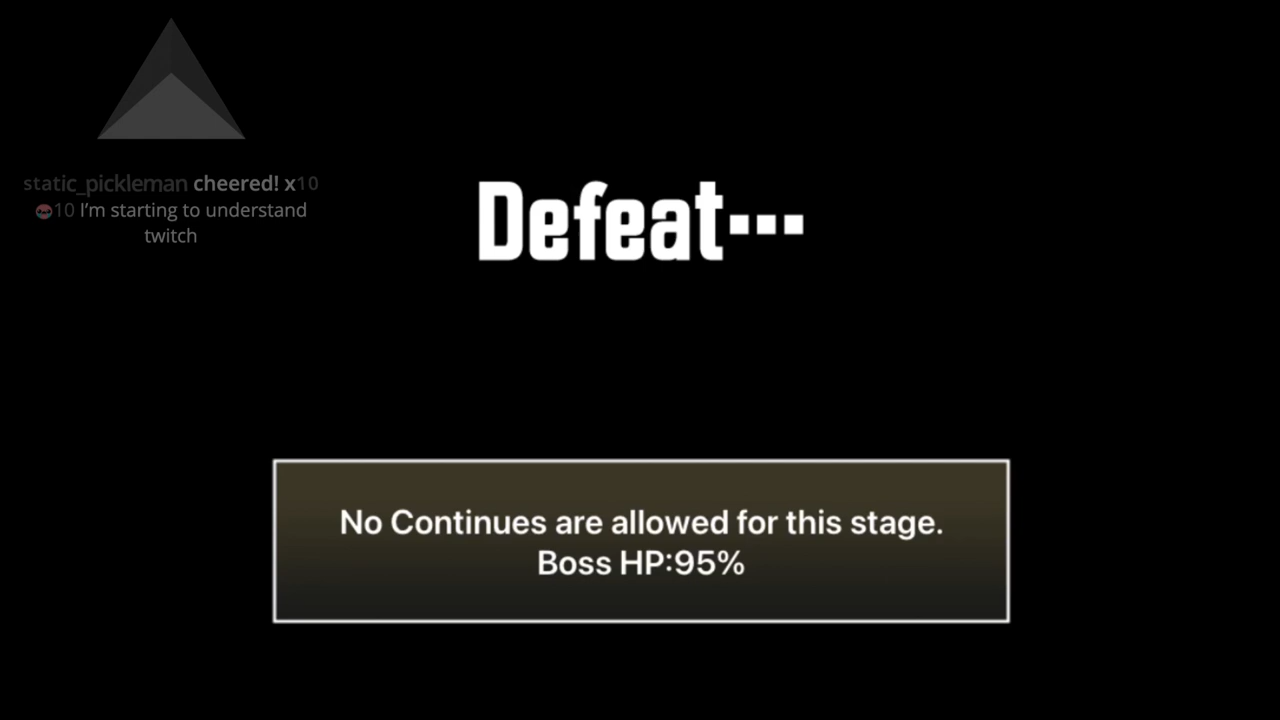 static_pickleman cheered! x10
10 I'm starting to understand
twitch
Defeat···
No Continues are allowed for this stage.
Boss HP:95%